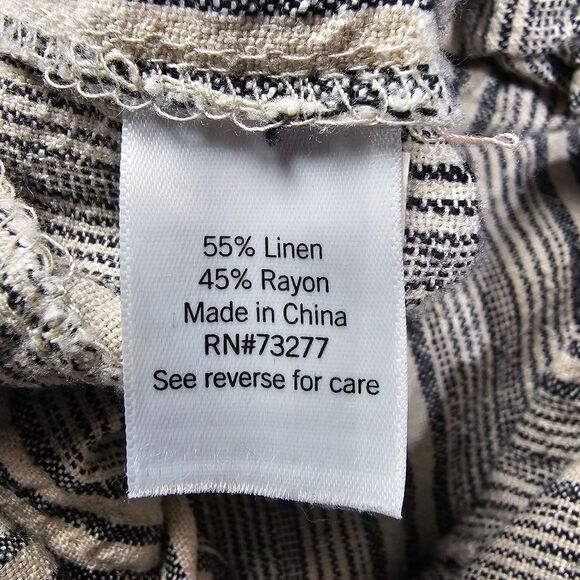 55% Linen
45% Rayon
Made in China
RN#73277
See reverse for care